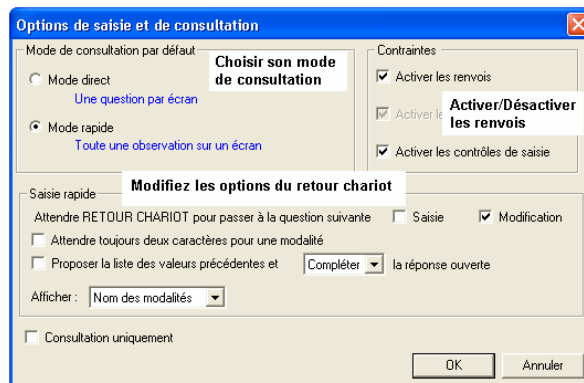 Options de saisie et de consultation
Mode de consultation par défaut
Choisir son mode
de consultation
Mode direct
Une question par écran
Mode rapide
Toute une observation sur un écran
Contraintes
Activer les renvois
Activer
Activer/Désactiver
les renvois
Activer les contrôles de saisie
Modifiez les options du retour chariot
Saisie rapide
Attendre RETOUR CHARIOT pour passer à la question suivante
Saisie
Modification
Attendre toujours deux caractères pour une modalité
Proposer la liste des valeurs précédentes et
Compléter
la réponse ouverte
Afficher :
Nom des modalités
Consultation uniquement
OK
Annuler